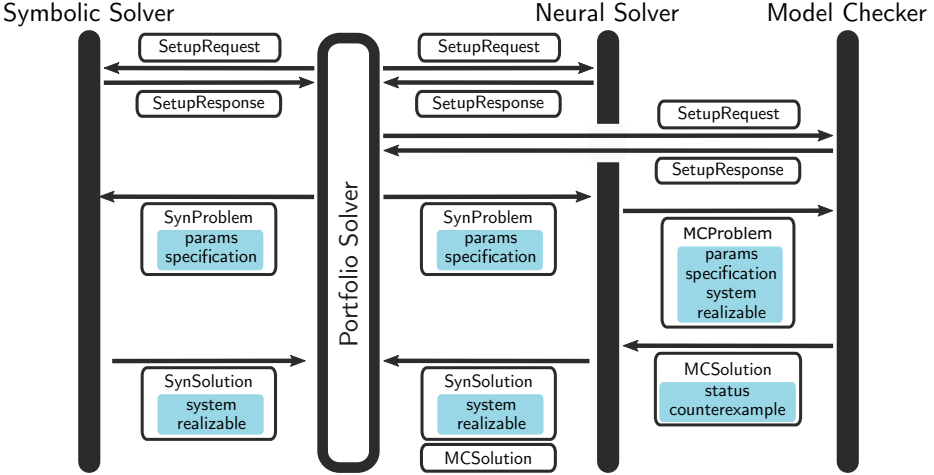 Symbolic Solver
Neural Solver
Model Checker
SetupRequest
SetupRequest
SetupResponse
SetupResponse
SetupRequest
SetupResponse
Portfolio Solver
SynProblem
params
specification
SynProblem
params
specification
MCProblem
params
specification
system
realizable
SynSolution
system
realizable
SynSolution
system
realizable
MCSolution
MCSolution
status
counterexample